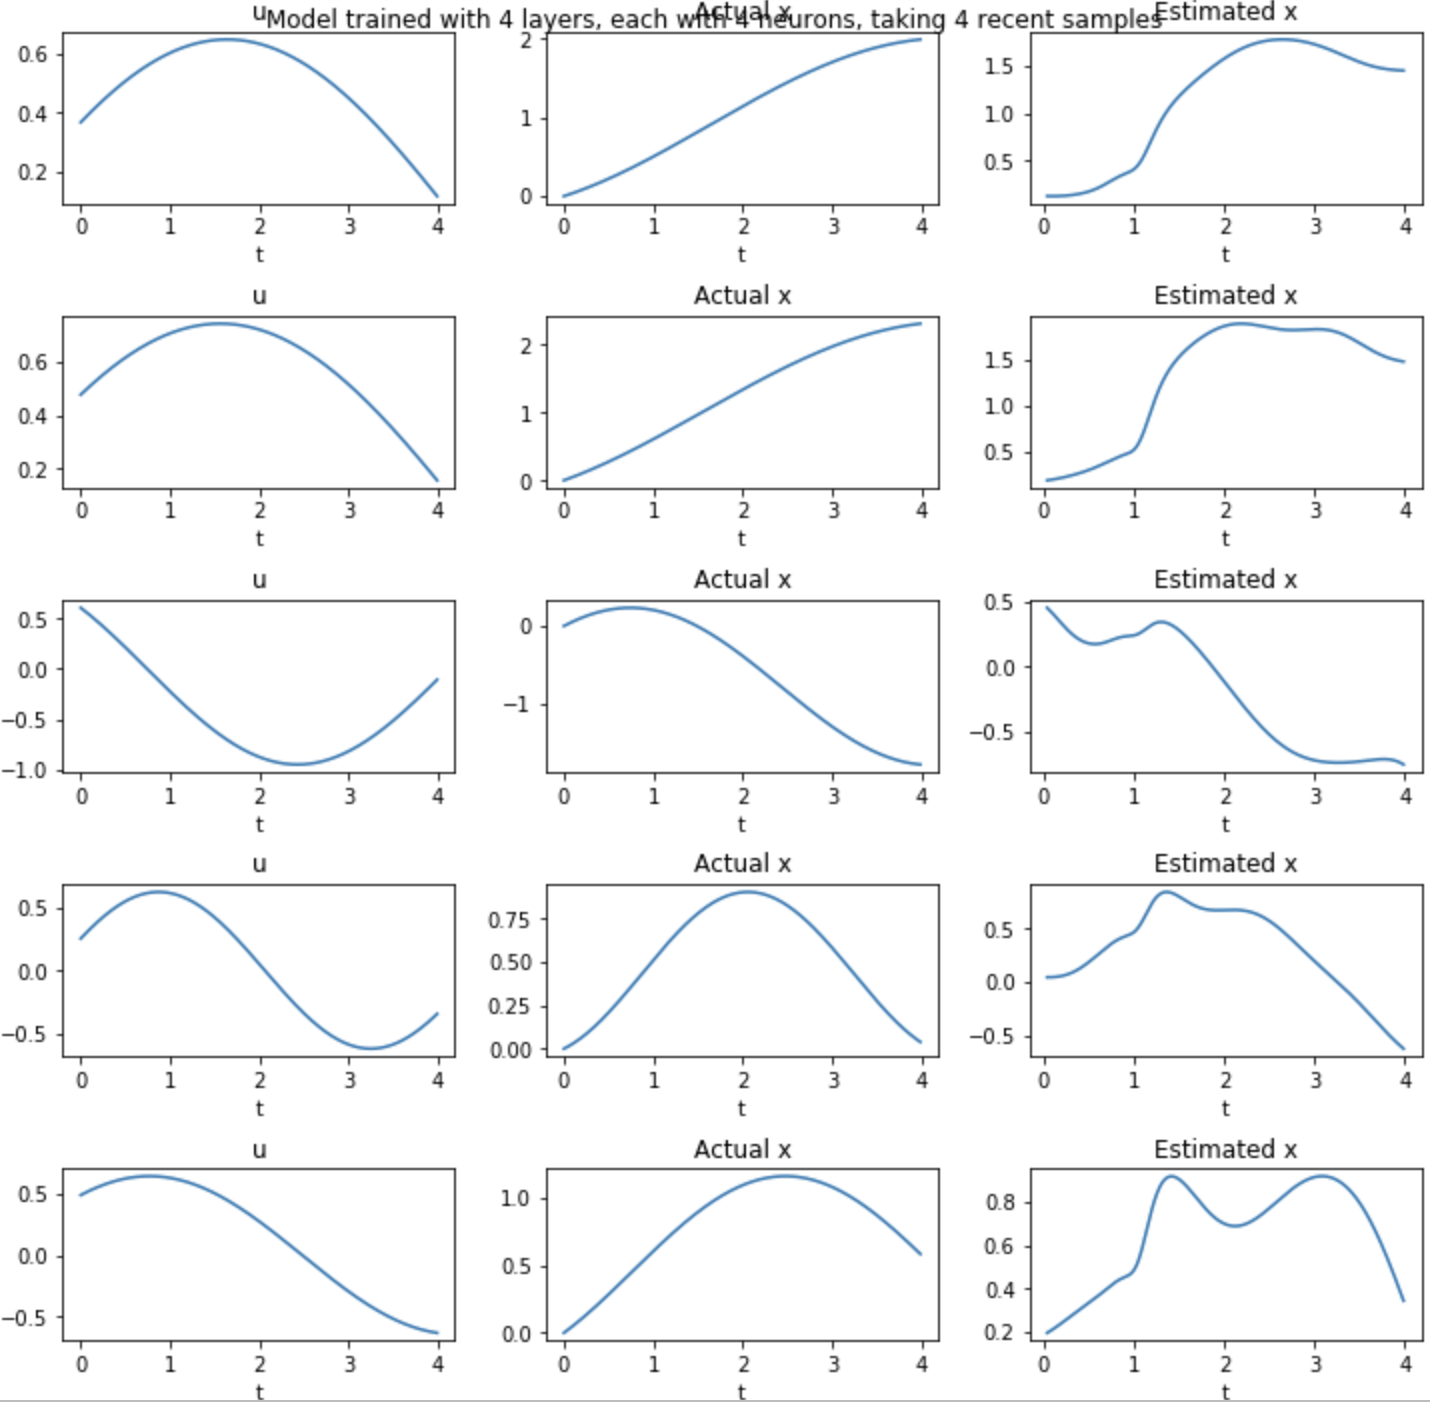 Model trained with 4 layers, each with 4 neurons, taking 4 recent samples
u Actual x Estimated x
0.6 2 1.5
0.4 1 1.0
0.2 0 0.5
0 1 2 3 4 0 1 2 3 4 0 1 2 3 4
t t t
u Actual x Estimated x
0.6 2 1.5
0.4 1 1.0
0.2 0 0.5
0 1 2 3 4 0 1 2 3 4 0 1 2 3 4
t t t
u Actual x Estimated x
0.5 0 0.5
0.0 −1 0.0
−0.5 −0.5
−1.0
0 1 2 3 4 0 1 2 3 4 0 1 2 3 4
t t t
u Actual x Estimated x
0.5 0.75 0.5
0.0 0.50 0.0
−0.5 0.25 −0.5
0.00
0 1 2 3 4 0 1 2 3 4 0 1 2 3 4
t t t
u Actual x Estimated x
0.5 1.0 0.8
0.0 0.5 0.6
−0.5 0.0 0.4
0.2
0 1 2 3 4 0 1 2 3 4 0 1 2 3 4
t t t